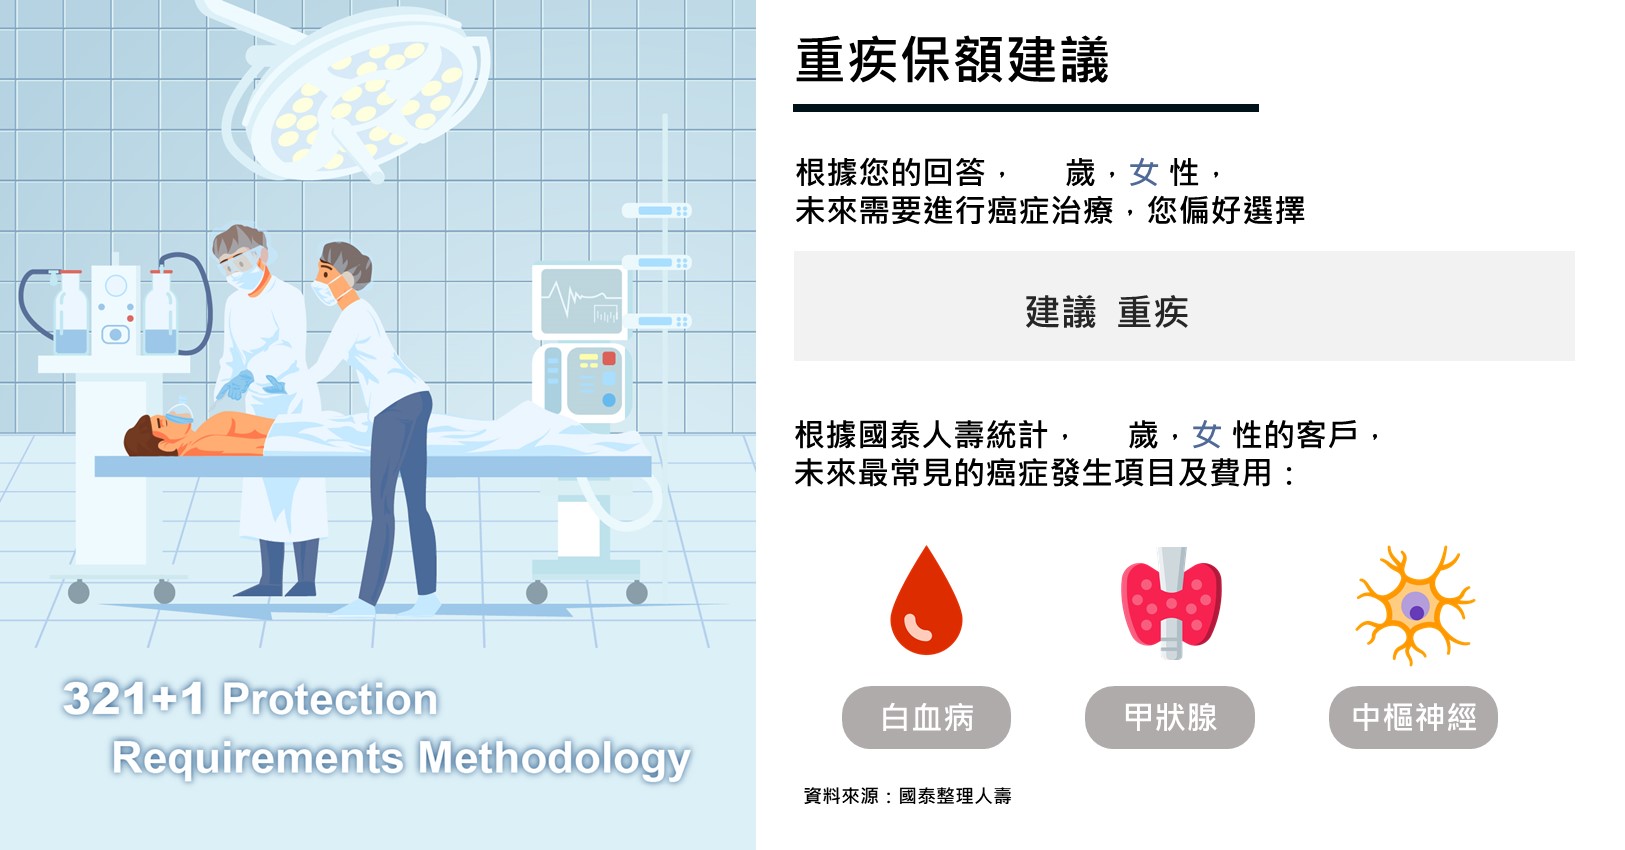 321+1 Protection
Requirements Methodology
重疾保額建議
根據您的回答， 歲，女 性，
未來需要進行癌症治療，您偏好選擇
建議 重疾
根據國泰人壽統計， 歲，女 性的客戶，
未來最常見的癌症發生項目及費用：
白血病
甲狀腺
中樞神經
資料來源：國泰整理人壽